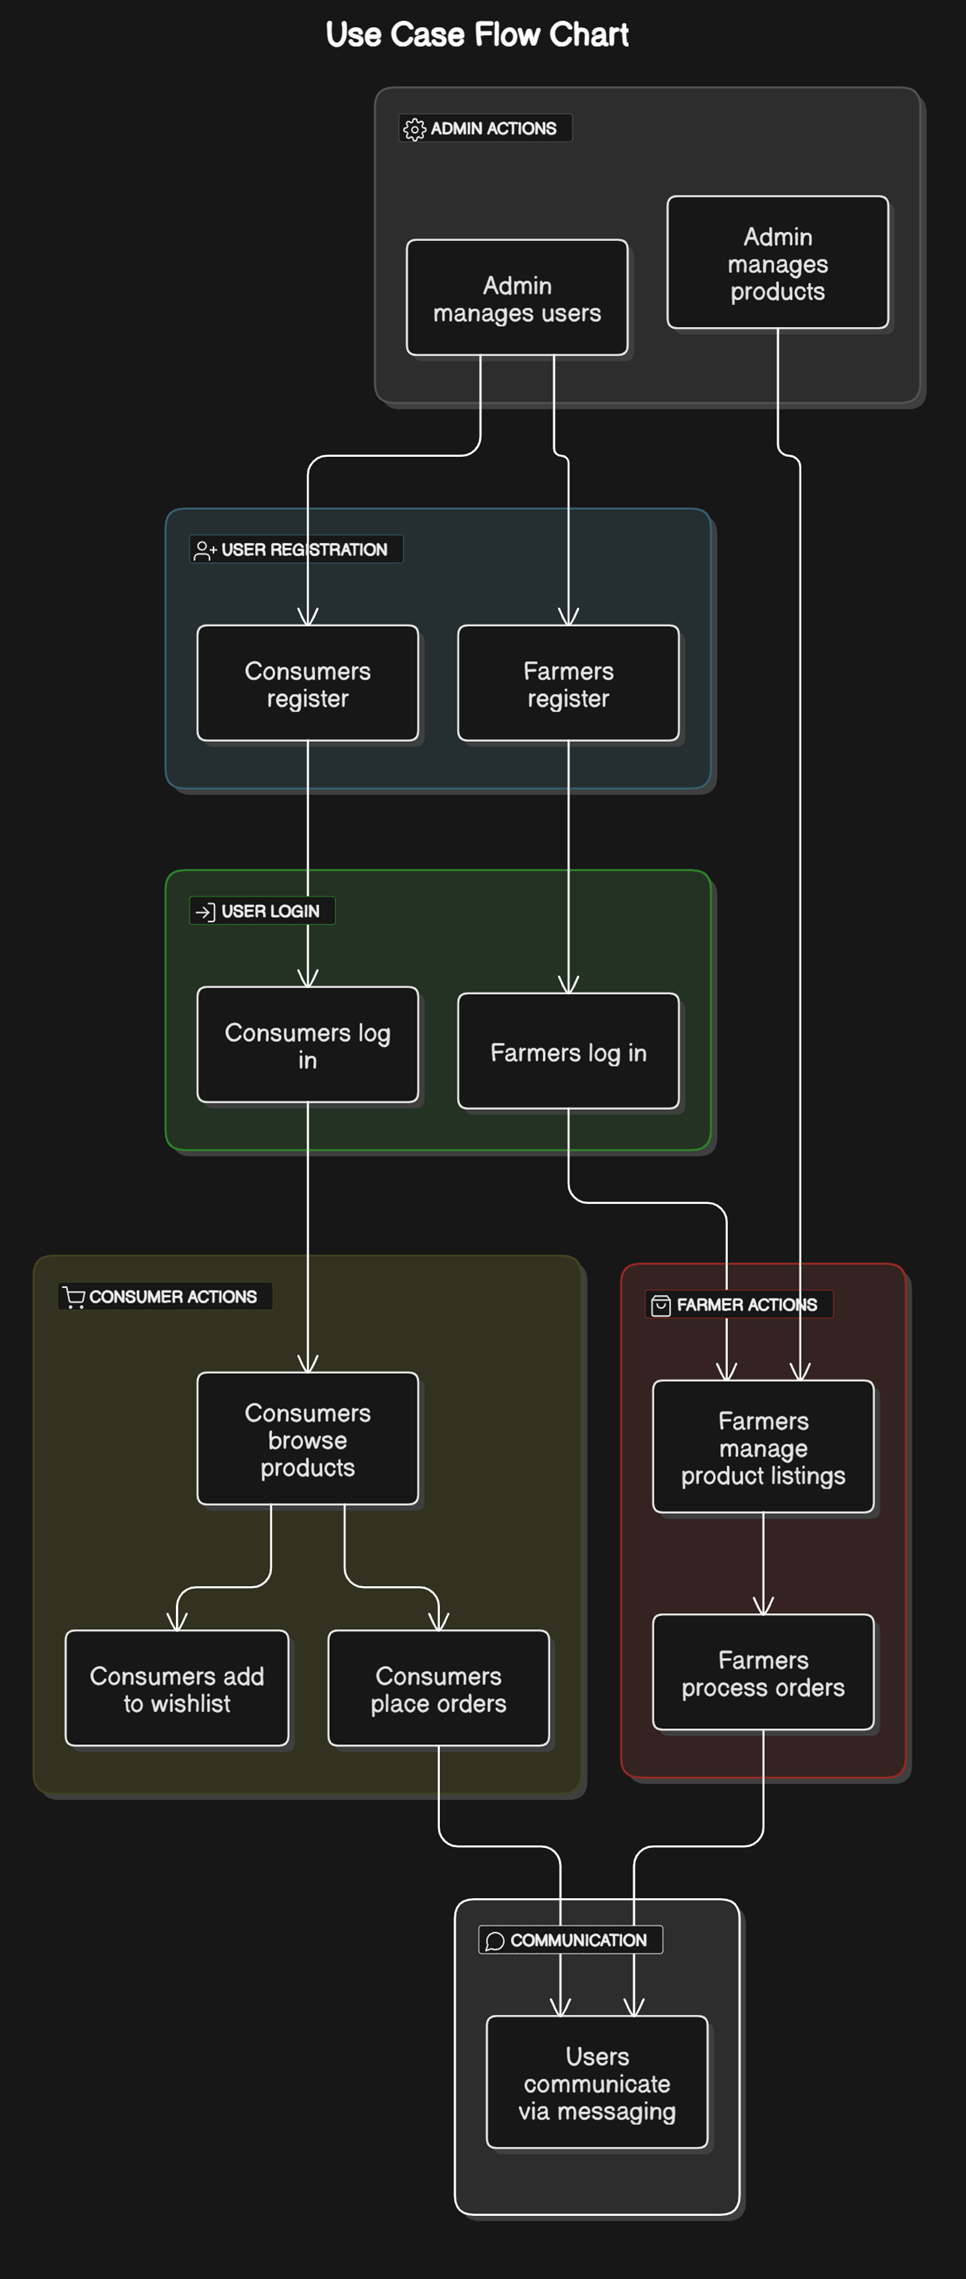 Use Case Flow Chart
ADMIN ACTIONS
Admin
manages users
Admin
manages
products
USER REGISTRATION
Consumers
register
Farmers
register
USER LOGIN
Consumers log
in
Farmers log in
CONSUMER ACTIONS
Consumers
browse
products
Consumers add
to wishlist
Consumers
place orders
FARMER ACTIONS
Farmers
manage
product listings
Farmers
process orders
COMMUNICATION
Users
communicate
via messaging